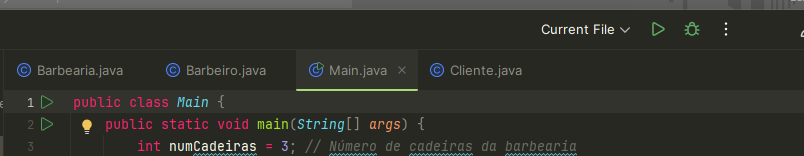 Current File
Barbearia.java Barbeiro.java Main.java Cliente.java
1 public class Main {
2 public static void main(String[] args) {
3 int numCadeiras = 3; // Número de cadeiras da barbearia